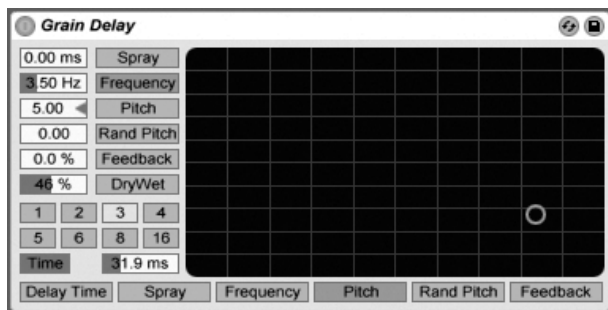 Grain Delay
0.00 ms Spray
3.50 Hz Frequency
5.00 Pitch
0.00 Rand Pitch
0.0 % Feedback
46 % DryWet
1 2 3 4
5 6 8 16
Time 31.9 ms
Delay Time Spray Frequency Pitch Rand Pitch Feedback